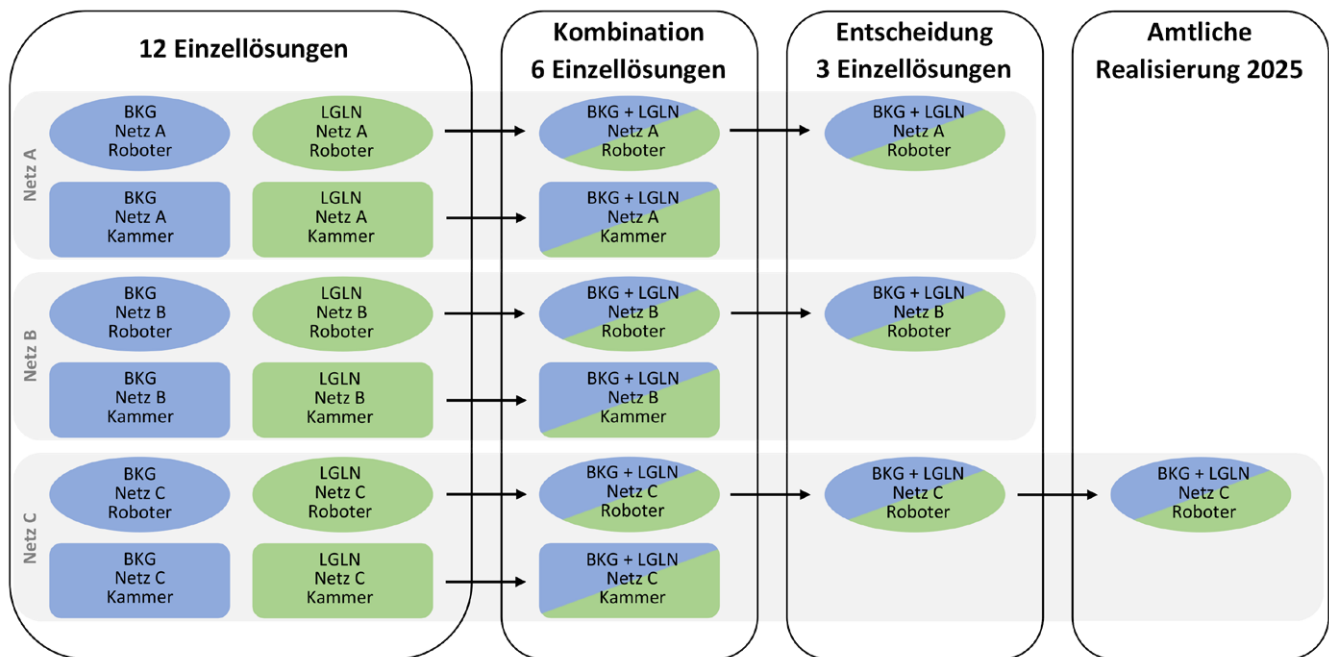 12 Einzellösungen
Kombination
6 Einzellösungen
Entscheidung
3 Einzellösungen
Amtliche
Realisierung 2025
Netz A
BKG
Netz A
Roboter
LGLN
Netz A
Roboter
BKG + LGLN
Netz A
Roboter
BKG + LGLN
Netz A
Roboter
BKG
Netz A
Kammer
LGLN
Netz A
Kammer
BKG + LGLN
Netz A
Kammer
Netz B
BKG
Netz B
Roboter
LGLN
Netz B
Roboter
BKG + LGLN
Netz B
Roboter
BKG + LGLN
Netz B
Roboter
BKG
Netz B
Kammer
LGLN
Netz B
Kammer
BKG + LGLN
Netz B
Kammer
Netz C
BKG
Netz C
Roboter
LGLN
Netz C
Roboter
BKG + LGLN
Netz C
Roboter
BKG + LGLN
Netz C
Roboter
BKG + LGLN
Netz C
Roboter
BKG
Netz C
Kammer
LGLN
Netz C
Kammer
BKG + LGLN
Netz C
Kammer